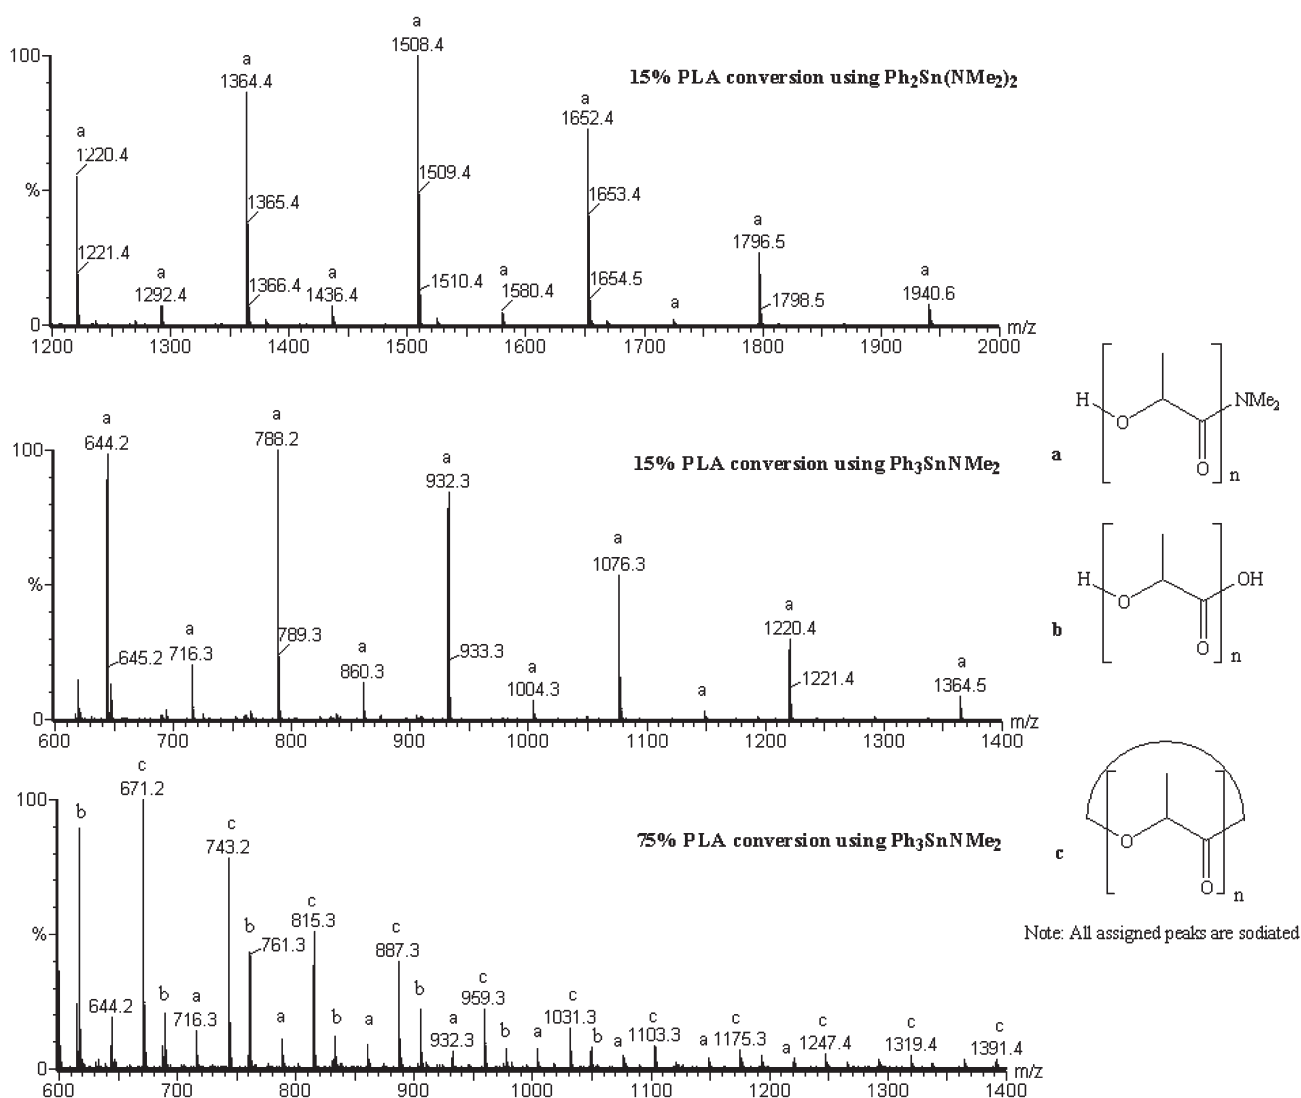 a
1508.4
100
a
1364.4
15% PLA conversion using Ph2Sn(NMe2)2
a
1652.4
a
1220.4
%
1509.4
1365.4
1653.4
a
1796.5
1221.4
a
1292.4
1366.4
a
1436.4
1510.4
a
1580.4
1654.5
a
1798.5
a
1940.6
0
m/z
1200 1300 1400 1500 1600 1700 1800 1900 2000
a
644.2
a
788.2
100
15% PLA conversion using Ph3SnNMe2
a
932.3
a
1076.3
%
645.2
a
716.3
789.3
a
860.3
933.3
a
1004.3
a
a
1220.4
1221.4
a
1364.5
0
m/z
600 700 800 900 1000 1100 1200 1300 1400
c
671.2
100
b
c
743.2
75% PLA conversion using Ph3SnNMe2
c
815.3
%
b
761.3
c
887.3
644.2
b
a
716.3
a
b
a
b
a
932.3
c
959.3
b
a
c
1031.3
b
a
c
1103.3
a
c
1175.3
a
c
1247.4
c
1319.4
c
1391.4
0
m/z
600 700 800 900 1000 1100 1200 1300 1400
H
O
O
n
NMe2
a
H
O
O
n
OH
b
O
O
n
c
Note: All assigned peaks are sodiated